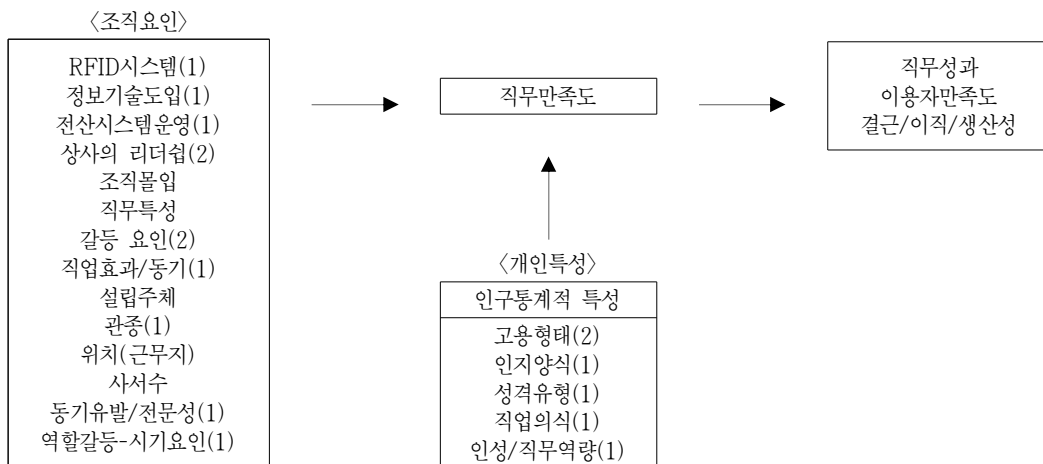 〈조직요인〉
RFID시스템(1)
정보기술도입(1)
전산시스템운영(1)
상사의 리더쉽(2)
조직몰입
직무특성
갈등 요인(2)
직업효과/동기(1)
설립주체
관종(1)
위치(근무지)
사서수
동기유발/전문성(1)
역할갈등-시기요인(1)
직무만족도
〈개인특성〉
인구통계적 특성
고용형태(2)
인지양식(1)
성격유형(1)
직업의식(1)
인성/직무역량(1)
직무성과
이용자만족도
결근/이직/생산성